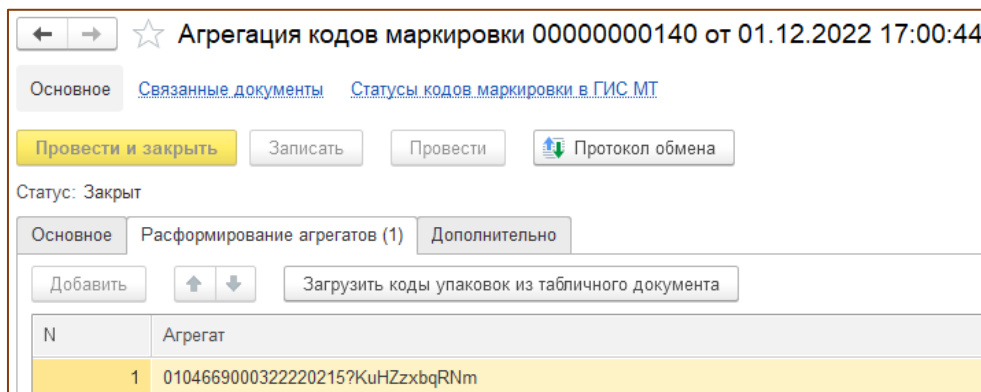 Агрегация кодов маркировки 00000000140 от 01.12.2022 17:00:44
Основное Связанные документы Статусы кодов маркировки в ГИС МТ
Провести и закрыть Записать Провести Протокол обмена
Статус: Закрыт
Основное Расформирование агрегатов (1) Дополнительно
Добавить Загрузить коды упаковок из табличного документа
N Агрегат
1 0104669000322220215?KuHZzxbqRNm